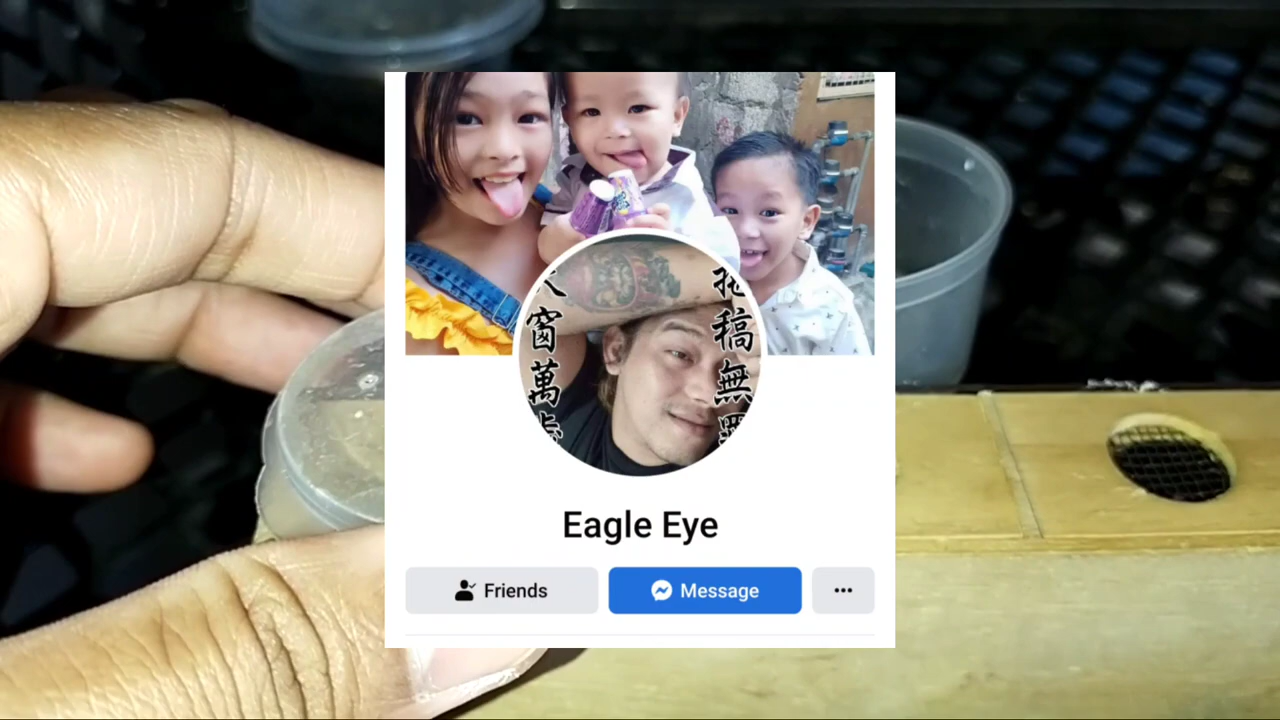 窗萬
稿無
Eagle Eye
Friends
Message